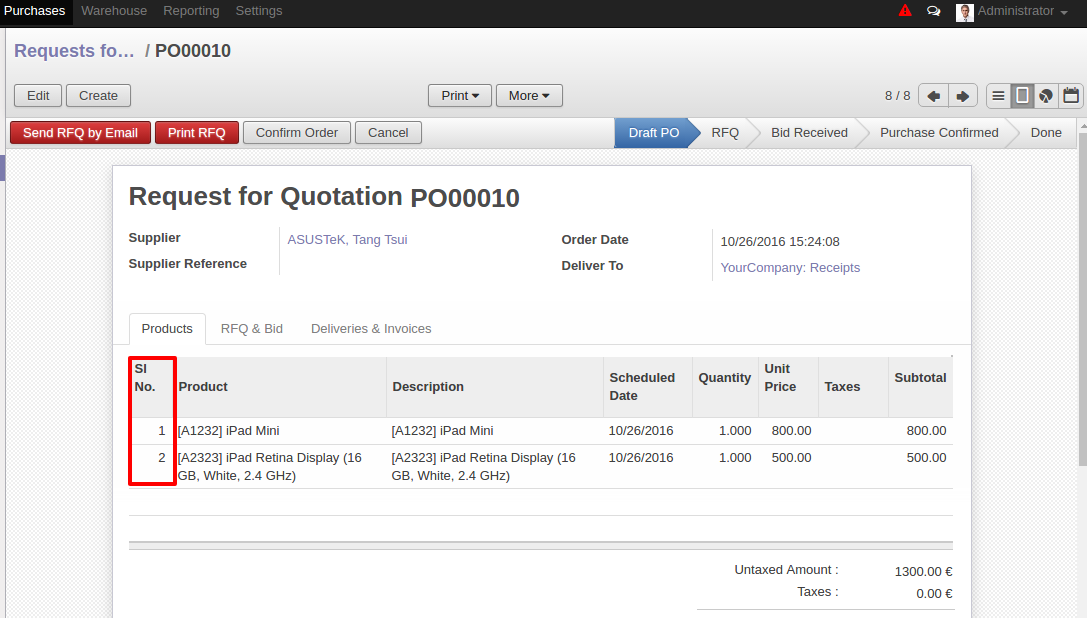 Purchases Warehouse Reporting Settings Administrator
Requests fo... / PO00010
Edit Create Print More 8 / 8
Send RFQ by Email Print RFQ Confirm Order Cancel Draft PO RFQ Bid Received Purchase Confirmed Done
Request for Quotation PO00010
Supplier ASUSTeK, Tang Tsui
Supplier Reference
Order Date 10/26/2016 15:24:08
Deliver To YourCompany: Receipts
Products RFQ & Bid Deliveries & Invoices
Sl No. Product Description Scheduled Date Quantity Unit Price Taxes Subtotal
1 [A1232] iPad Mini [A1232] iPad Mini 10/26/2016 1.000 800.00 800.00
2 [A2323] iPad Retina Display (16 GB, White, 2.4 GHz) [A2323] iPad Retina Display (16 GB, White, 2.4 GHz) 10/26/2016 1.000 500.00 500.00
Untaxed Amount : 1300.00 €
Taxes : 0.00 €